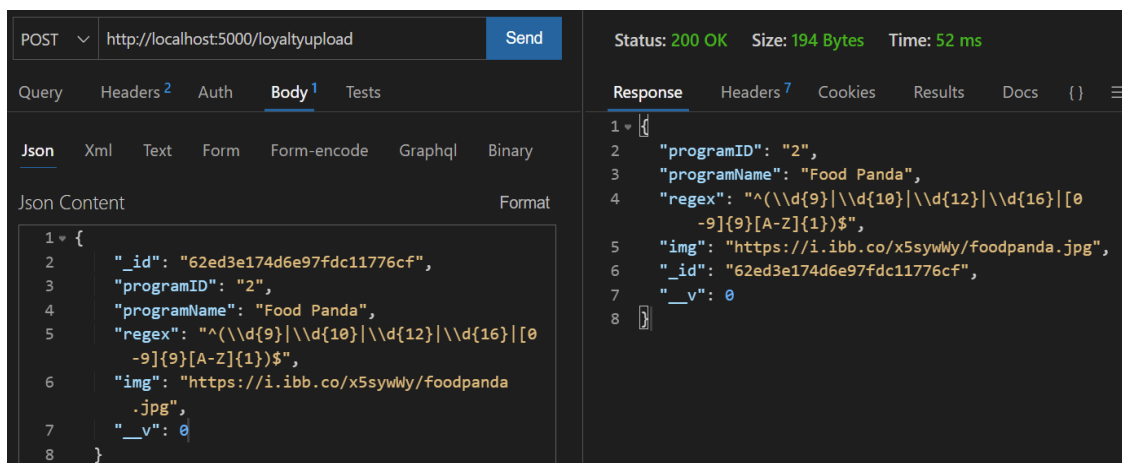 POST http://localhost:5000/loyaltyupload Send
Query Headers 2 Auth Body 1 Tests
Json Xml Text Form Form-encode Graphql Binary
Json Content Format
1 {
2 "_id": "62ed3e174d6e97fdc11776cf",
3 "programID": "2",
4 "programName": "Food Panda",
5 "regex": "^(\\d{9}|\\d{10}|\\d{12}|\\d{16}|[0
-9]{9}[A-Z]{1})$",
6 "img": "https://i.ibb.co/x5sywWy/foodpanda
.jpg",
7 "__v": 0
8 }
Status: 200 OK Size: 194 Bytes Time: 52 ms
Response Headers 7 Cookies Results Docs {} ☰
1 {
2 "programID": "2",
3 "programName": "Food Panda",
4 "regex": "^(\\d{9}|\\d{10}|\\d{12}|\\d{16}|[0
-9]{9}[A-Z]{1})$",
5 "img": "https://i.ibb.co/x5sywWy/foodpanda.jpg",
6 "_id": "62ed3e174d6e97fdc11776cf",
7 "__v": 0
8 }